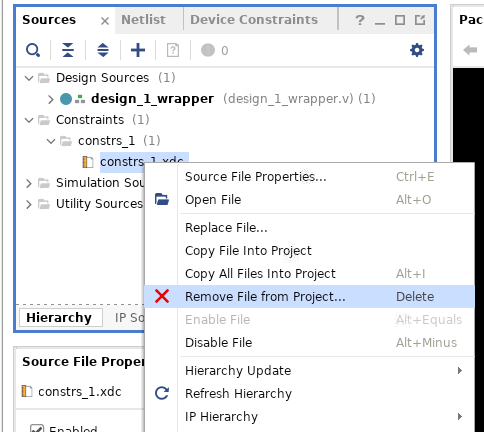 Sources
Netlist
Device Constraints
?
Pac
0
Design Sources (1)
design_1_wrapper (design_1_wrapper.v) (1)
Constraints (1)
constrs_1 (1)
constrs_1.xdc
Simulation Sou
Utility Sources
Source File Properties... Ctrl+E
Open File Alt+O
Replace File...
Copy File Into Project
Copy All Files Into Project Alt+I
Remove File from Project... Delete
Enable File Alt+Equals
Disable File Alt+Minus
Hierarchy Update
Refresh Hierarchy
IP Hierarchy
Hierarchy
IP So
Source File Proper
constrs_1.xdc
Enabled